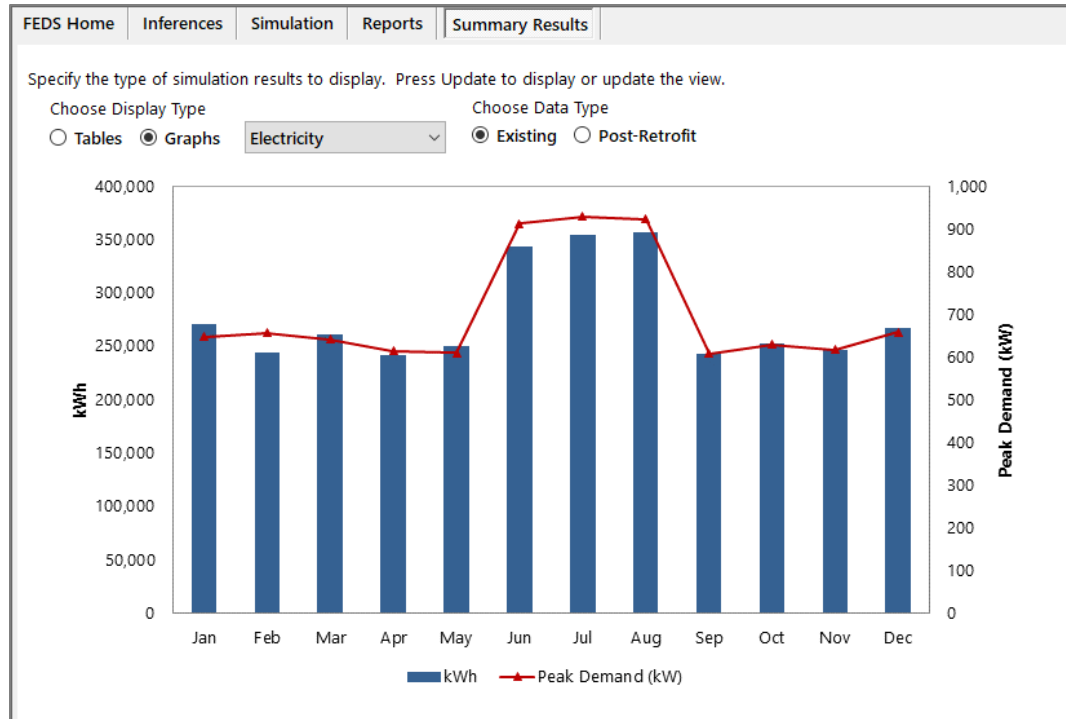 FEDS Home Inferences Simulation Reports Summary Results
Specify the type of simulation results to display. Press Update to display or update the view.
Choose Display Type Choose Data Type
Tables Graphs Electricity Existing Post-Retrofit
400,000 1,000
350,000 900
300,000 800
250,000 700
200,000 600
150,000 500
100,000 400
50,000 300
0 200
100
0
kWh
Peak Demand (kW)
Jan Feb Mar Apr May Jun Jul Aug Sep Oct Nov Dec
kWh Peak Demand (kW)